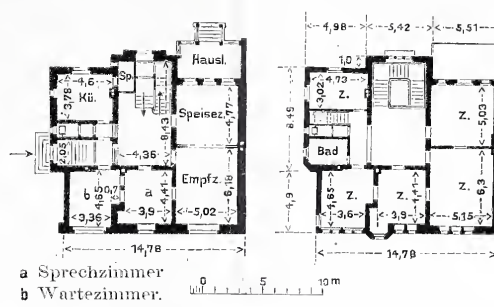 4,98 5,42 5,51
Hausl. 1,0
4,6 Sp. 4,73
3,78 Kü. 3,02 Z.
Speisez. 4,77 Z. 5,03
8,43 8,45
2,05 4,36 Bad
Empfz. 6,18 Z. 6,3
b 4,65 0,7 a 4,41 4,9 4,65 Z. Z. 4,41
3,36 3,9 5,02 3,6 3,9 5,15
14,78 14,78
a Sprechzimmer
b Wartezimmer.
0 5 10 m